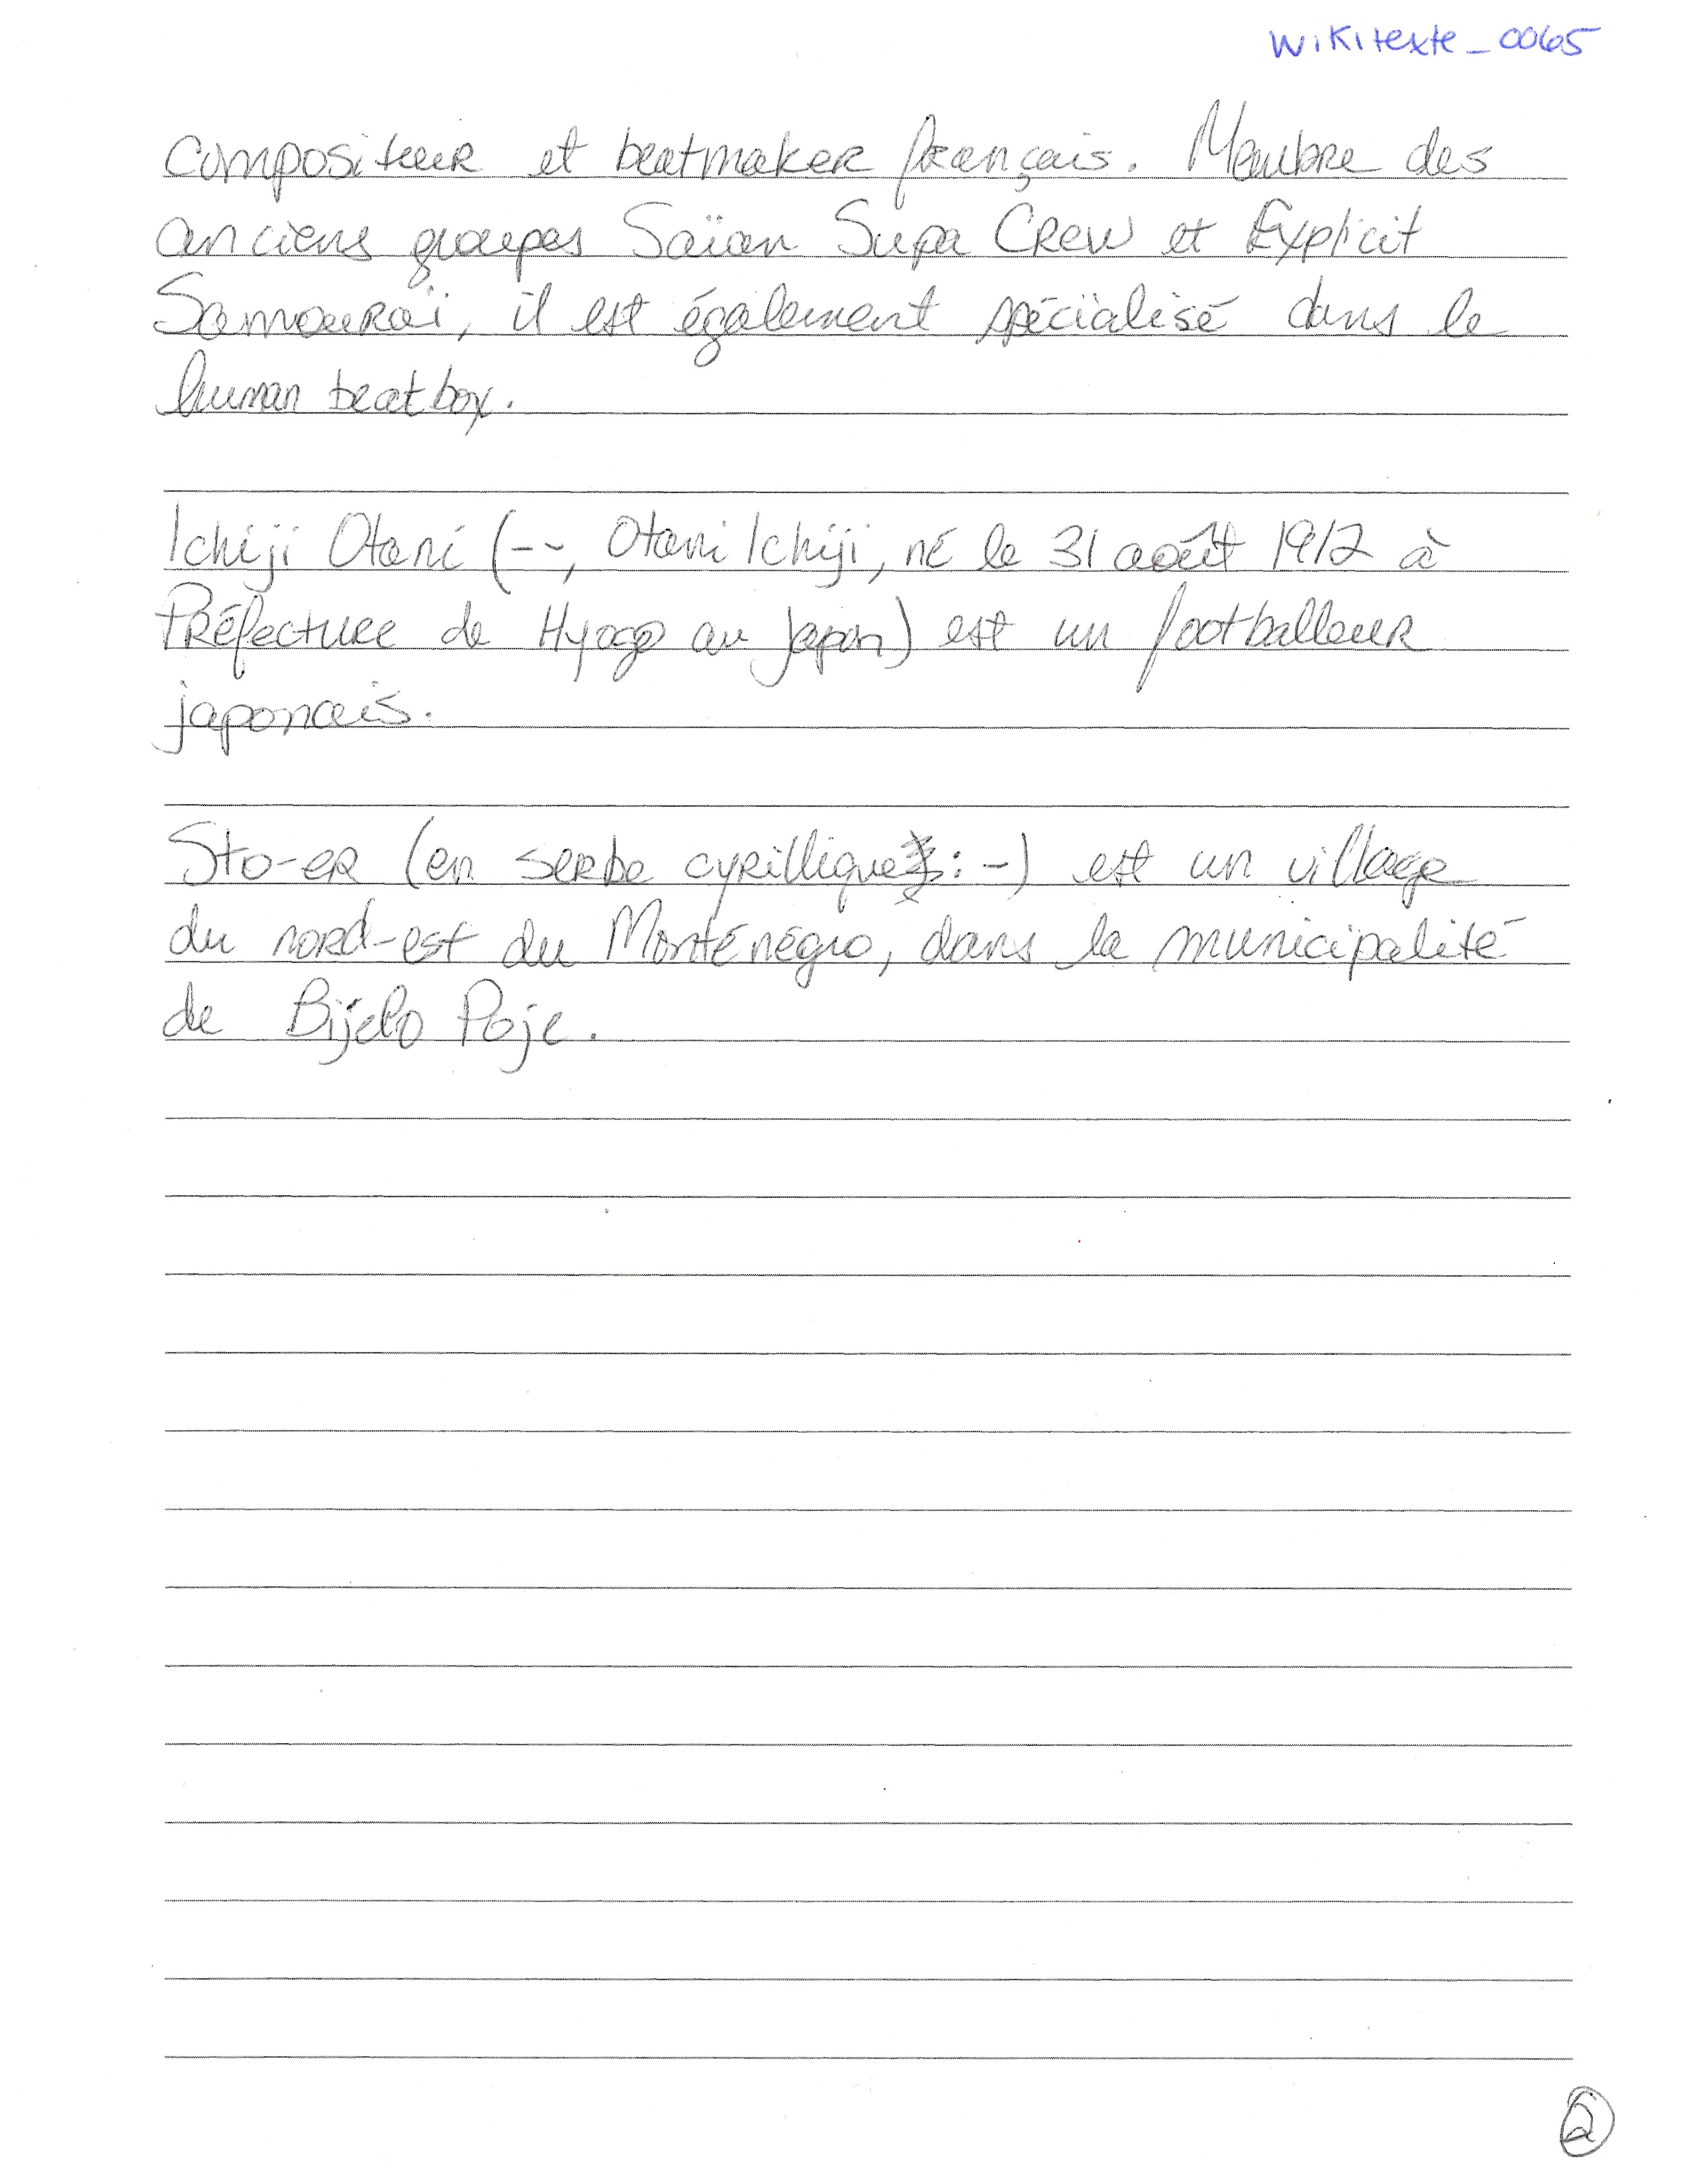 Wikitexte_0065
compositeur et beatmaker français. Membre des
anciens groupes Saïan Supa Crew et Explicit
Samouraï, il est également spécialisé dans le
human beatbox.
Ichiji Otani (--, Otani Ichiji, né le 31 août 1912 à
Préfecture de Hyogo au Japon) est un footballeur
japonais.
Sto-er (en serbe cyrillique : -) est un village
du nord-est du Monténégro, dans la municipalité
de Bijelo Poje.
2